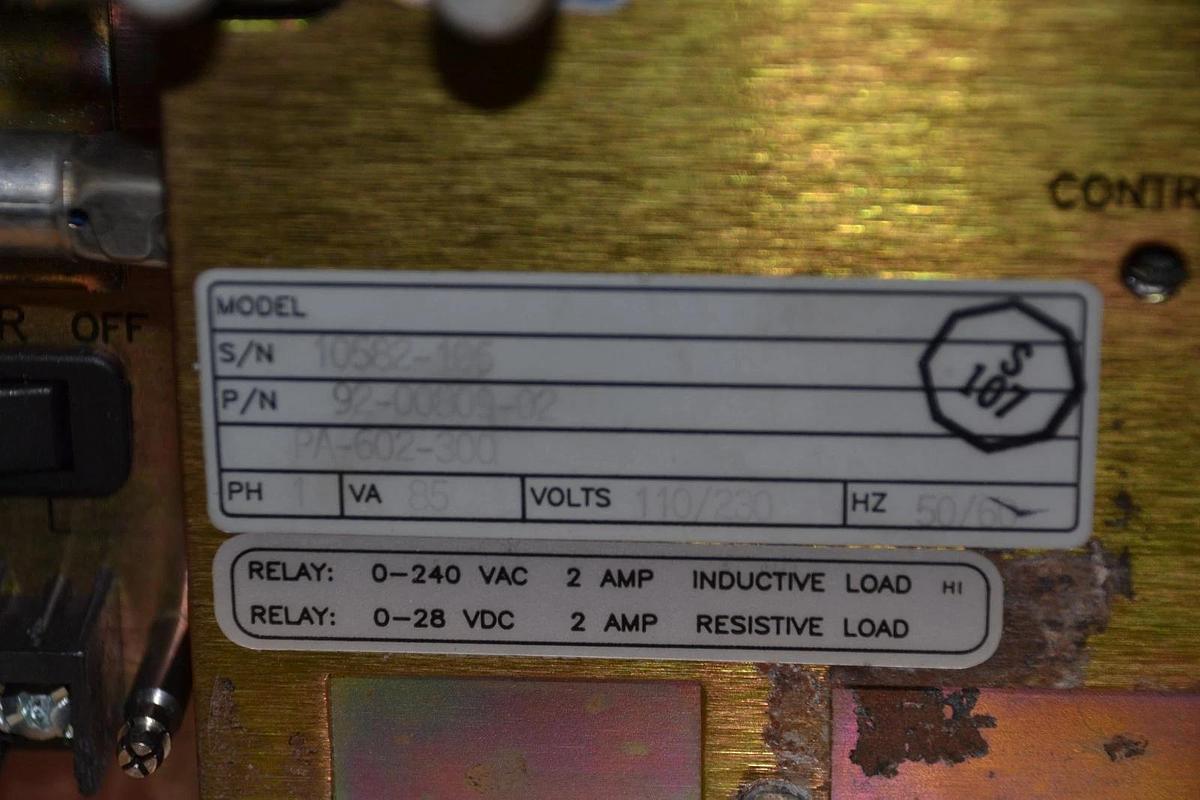 CONTR
R OFF
MODEL
S/N 10582-186
P/N 92-00809-02
PA-602-300
PH 1 VA 85 VOLTS 110/230 HZ 50/60
S
107
RELAY: 0-240 VAC 2 AMP INDUCTIVE LOAD HI
RELAY: 0-28 VDC 2 AMP RESISTIVE LOAD